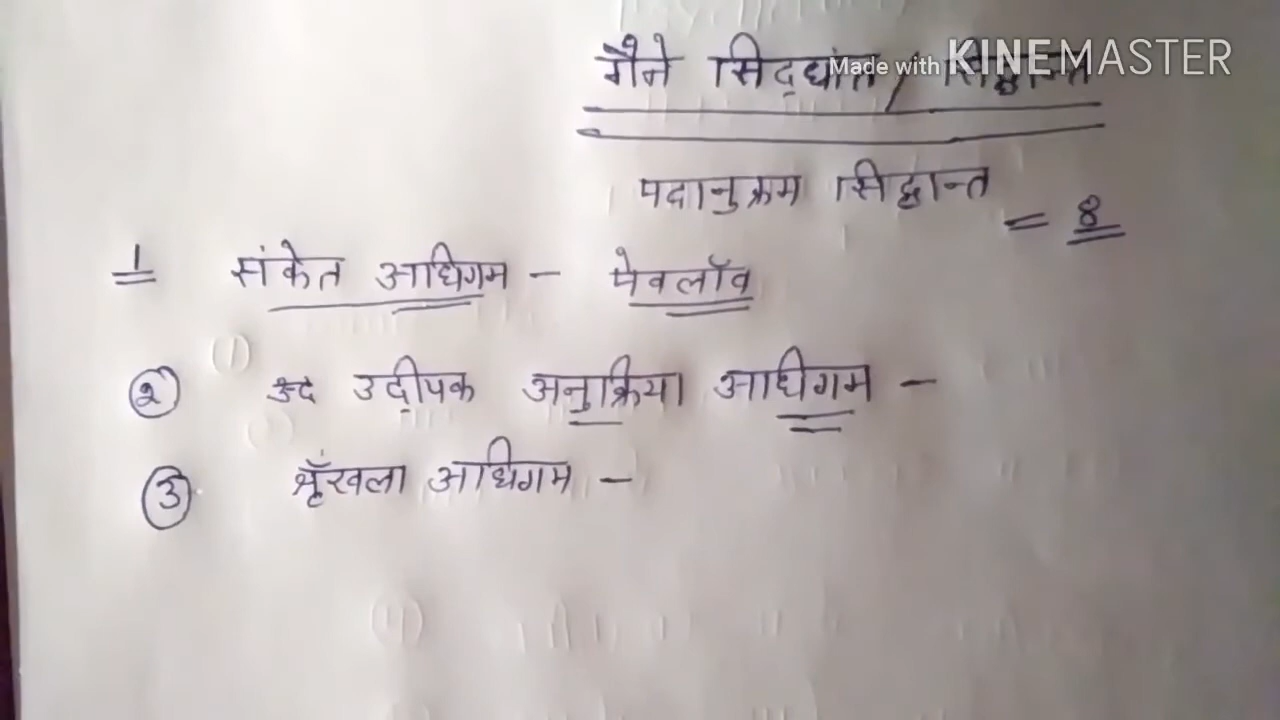 गैने सिद्धांत / सिद्धान्त
Made with KINEMASTER
पदानुक्रम सिद्धान्त
= 8
1 संकेत अधिगम - पेवलॉव
२ उद्दीपक अनुक्रिया अधिगम -
3 श्रृँखला अधिगम -